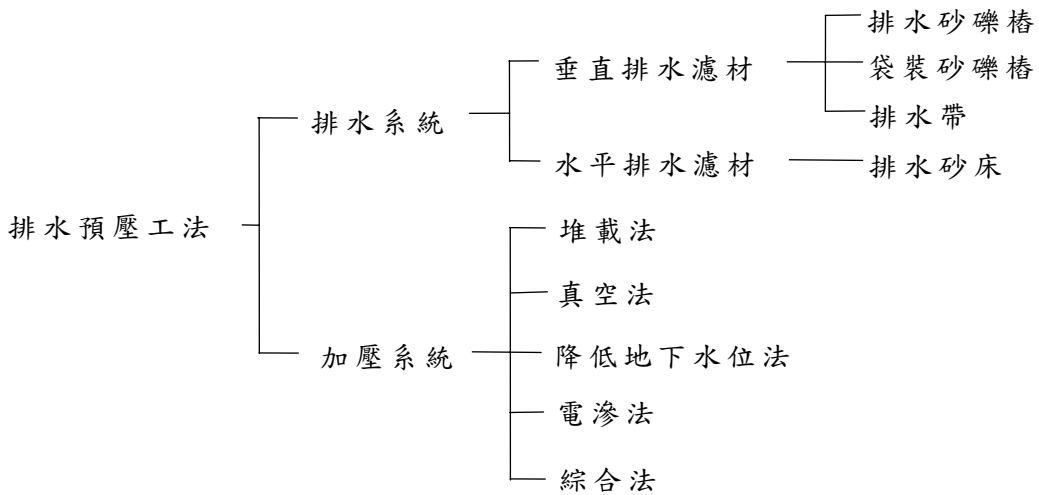 排水預壓工法
排水系統
垂直排水濾材
排水砂礫樁
袋裝砂礫樁
排水帶
水平排水濾材
排水砂床
加壓系統
堆載法
真空法
降低地下水位法
電滲法
綜合法